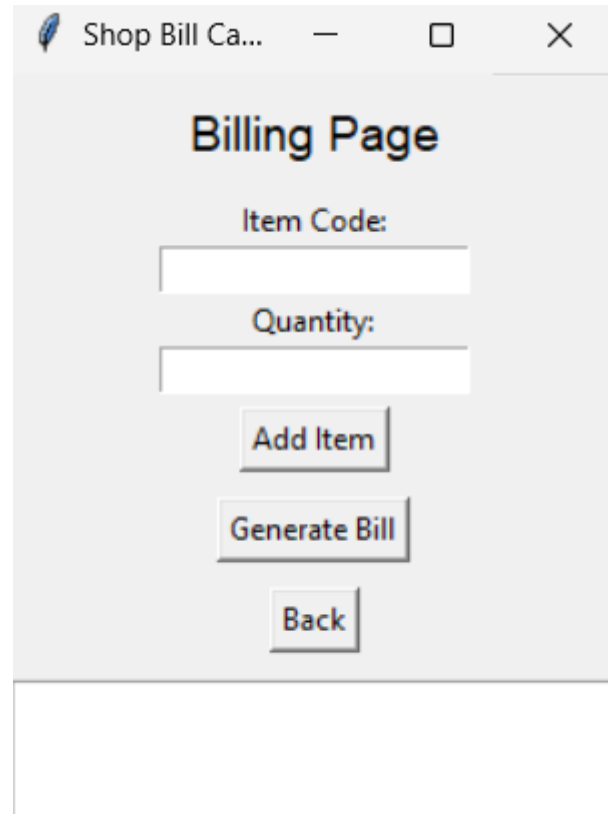 Shop Bill Ca...
Billing Page
Item Code:
Quantity:
Add Item
Generate Bill
Back